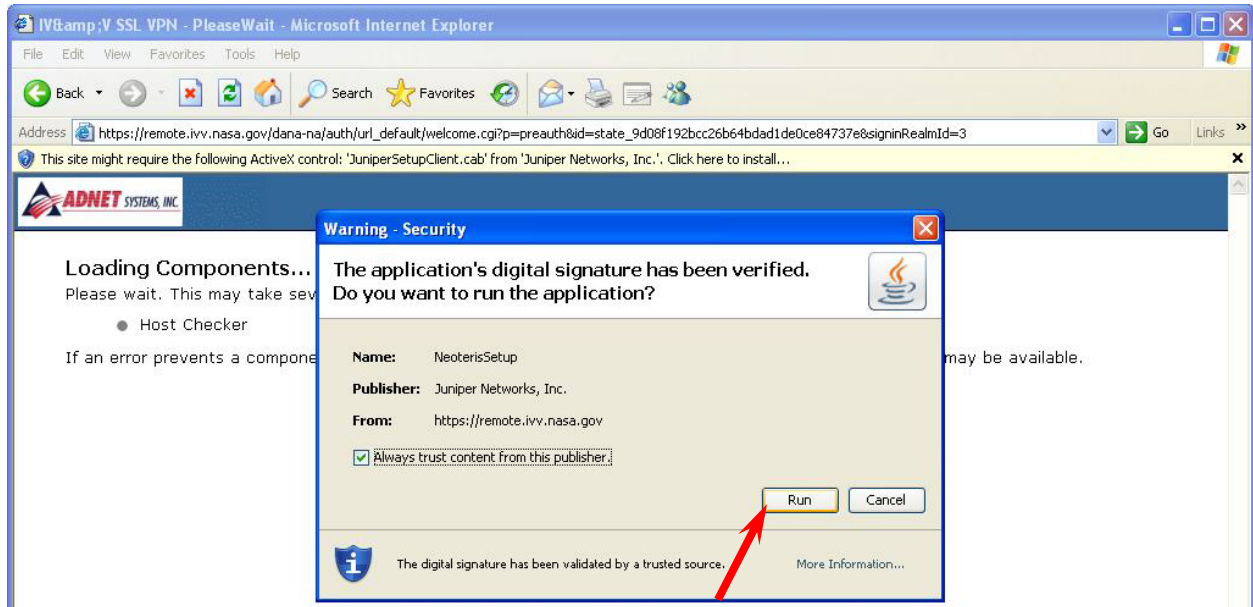 IV&amp;V SSL VPN - PleaseWait - Microsoft Internet Explorer
File Edit View Favorites Tools Help
Back Search Favorites
Address https://remote.ivv.nasa.gov/dana-na/auth/url_default/welcome.cgi?p=preauth&id=state_9d08f192bcc26b64bdad1de0ce84737e&signinRealmId=3 Go Links »
This site might require the following ActiveX control: 'JuniperSetupClient.cab' from 'Juniper Networks, Inc.'. Click here to install...
ADNET SYSTEMS, INC.
Loading Components...
Please wait. This may take sev
Host Checker
If an error prevents a compone
may be available.
Warning - Security
The application's digital signature has been verified.
Do you want to run the application?
Name: NeoterisSetup
Publisher: Juniper Networks, Inc.
From: https://remote.ivv.nasa.gov
Always trust content from this publisher.
Run Cancel
The digital signature has been validated by a trusted source. More Information...